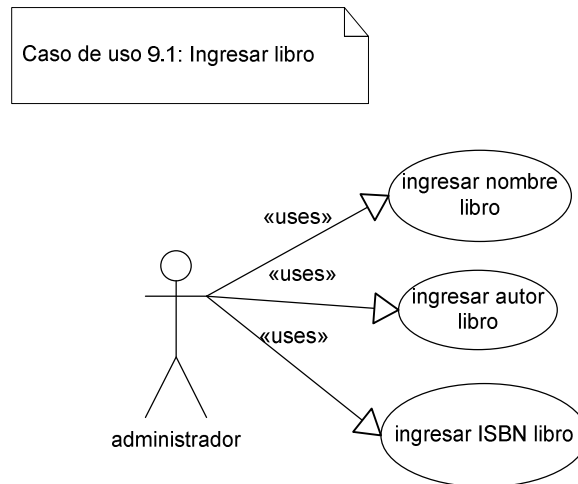 Caso de uso 9.1: Ingresar libro
ingresar nombre
libro
«uses»
«uses»
ingresar autor
libro
«uses»
ingresar ISBN libro
administrador